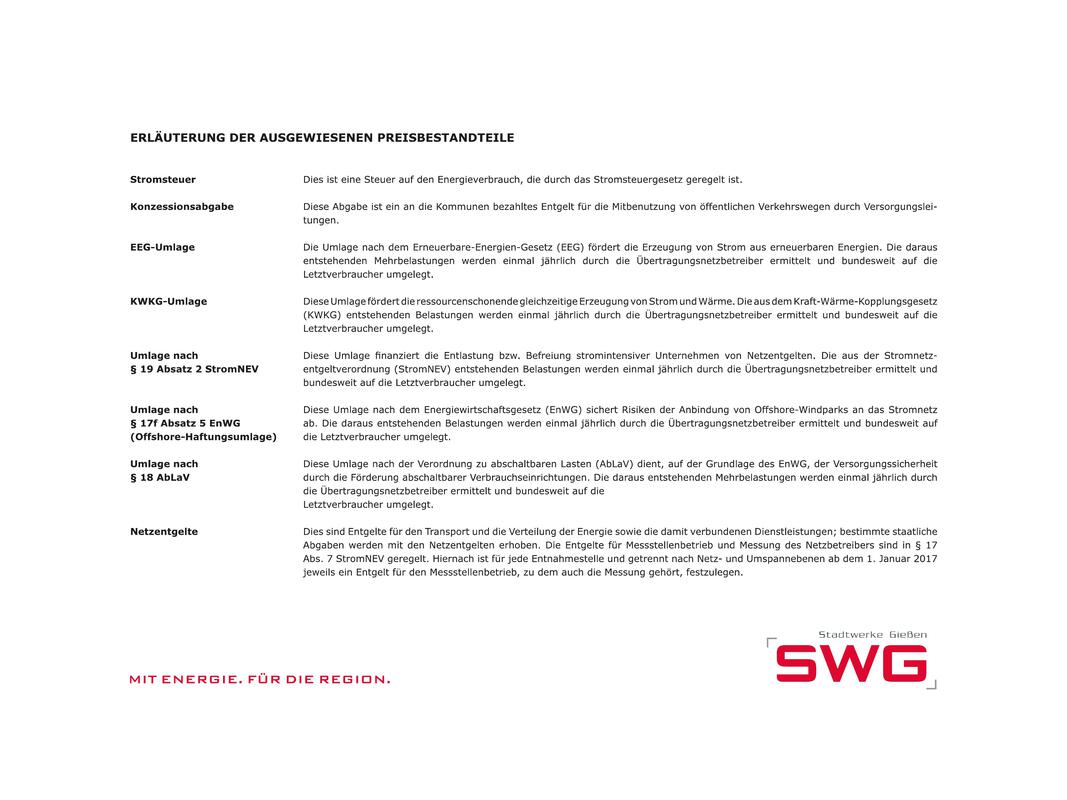 ERLÄUTERUNG DER AUSGEWIESENEN PREISBESTANDTEILE
Stromsteuer
Dies ist eine Steuer auf den Energieverbrauch, die durch das Stromsteuergesetz geregelt ist.
Konzessionsabgabe
Diese Abgabe ist ein an die Kommunen bezahltes Entgelt für die Mitbenutzung von öffentlichen Verkehrswegen durch Versorgungslei-
tungen.
EEG-Umlage
Die Umlage nach dem Erneuerbare-Energien-Gesetz (EEG) fördert die Erzeugung von Strom aus erneuerbaren Energien. Die daraus
entstehenden Mehrbelastungen werden einmal jährlich durch die Übertragungsnetzbetreiber ermittelt und bundesweit auf die
Letztverbraucher umgelegt.
KWKG-Umlage
Diese Umlage fördert die ressourcenschonende gleichzeitige Erzeugung von Strom und Wärme. Die aus dem Kraft-Wärme-Kopplungsgesetz
(KWKG) entstehenden Belastungen werden einmal jährlich durch die Übertragungsnetzbetreiber ermittelt und bundesweit auf die
Letztverbraucher umgelegt.
Umlage nach
§ 19 Absatz 2 StromNEV
Diese Umlage finanziert die Entlastung bzw. Befreiung stromintensiver Unternehmen von Netzentgelten. Die aus der Stromnetz-
entgeltverordnung (StromNEV) entstehenden Belastungen werden einmal jährlich durch die Übertragungsnetzbetreiber ermittelt und
bundesweit auf die Letztverbraucher umgelegt.
Umlage nach
§ 17f Absatz 5 EnWG
(Offshore-Haftungsumlage)
Diese Umlage nach dem Energiewirtschaftsgesetz (EnWG) sichert Risiken der Anbindung von Offshore-Windparks an das Stromnetz
ab. Die daraus entstehenden Belastungen werden einmal jährlich durch die Übertragungsnetzbetreiber ermittelt und bundesweit auf
die Letztverbraucher umgelegt.
Umlage nach
§ 18 AbLaV
Diese Umlage nach der Verordnung zu abschaltbaren Lasten (AbLaV) dient, auf der Grundlage des EnWG, der Versorgungssicherheit
durch die Förderung abschaltbarer Verbrauchseinrichtungen. Die daraus entstehenden Mehrbelastungen werden einmal jährlich durch
die Übertragungsnetzbetreiber ermittelt und bundesweit auf die
Letztverbraucher umgelegt.
Netzentgelte
Dies sind Entgelte für den Transport und die Verteilung der Energie sowie die damit verbundenen Dienstleistungen; bestimmte staatliche
Abgaben werden mit den Netzentgelten erhoben. Die Entgelte für Messstellenbetrieb und Messung des Netzbetreibers sind in § 17
Abs. 7 StromNEV geregelt. Hiernach ist für jede Entnahmestelle und getrennt nach Netz- und Umspannebenen ab dem 1. Januar 2017
jeweils ein Entgelt für den Messstellenbetrieb, zu dem auch die Messung gehört, festzulegen.
Stadtwerke Gießen
SWG
MIT ENERGIE. FÜR DIE REGION.